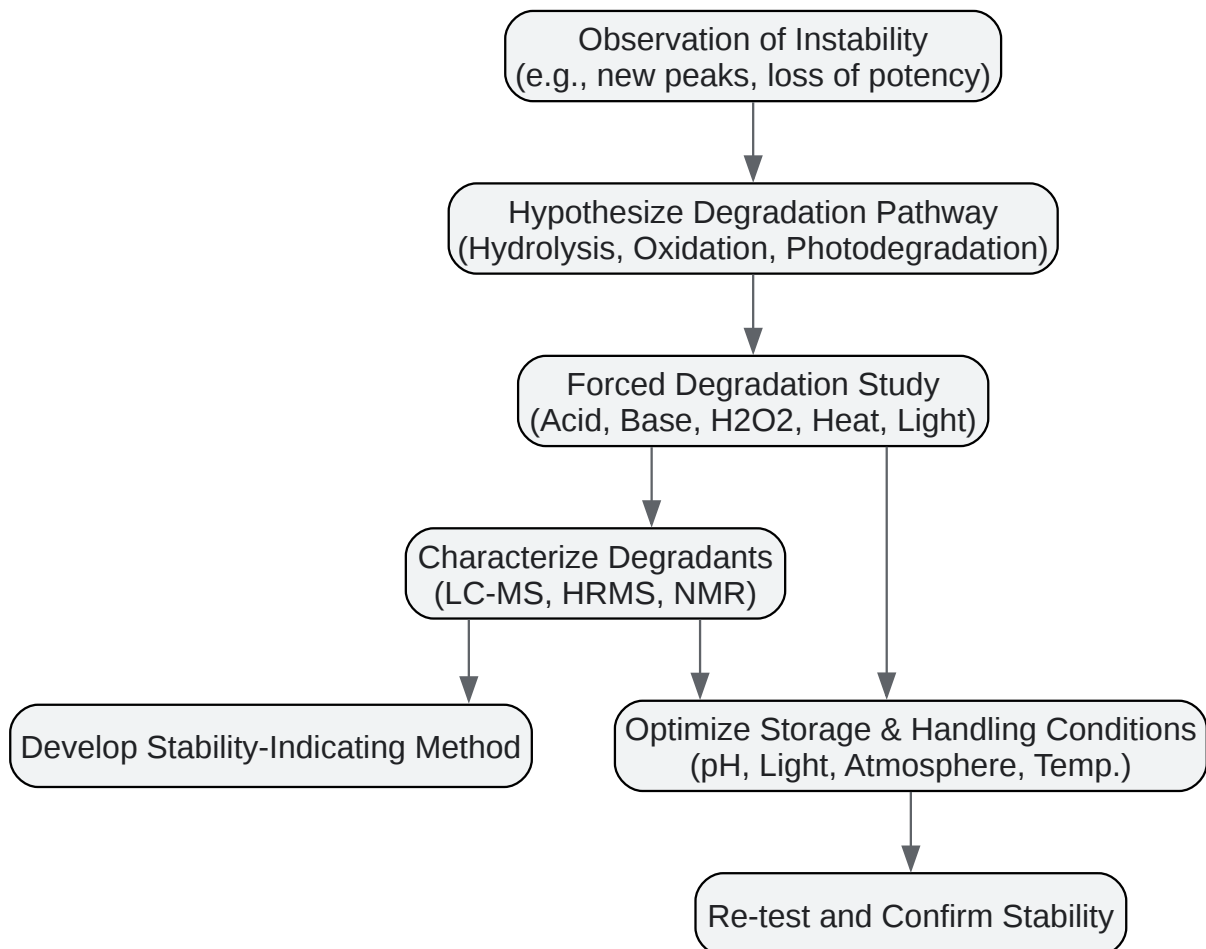 Observation of Instability
(e.g., new peaks, loss of potency)
Hypothesize Degradation Pathway
(Hydrolysis, Oxidation, Photodegradation)
Forced Degradation Study
(Acid, Base, H2O2, Heat, Light)
Characterize Degradants
(LC-MS, HRMS, NMR)
Develop Stability-Indicating Method
Optimize Storage & Handling Conditions
(pH, Light, Atmosphere, Temp.)
Re-test and Confirm Stability